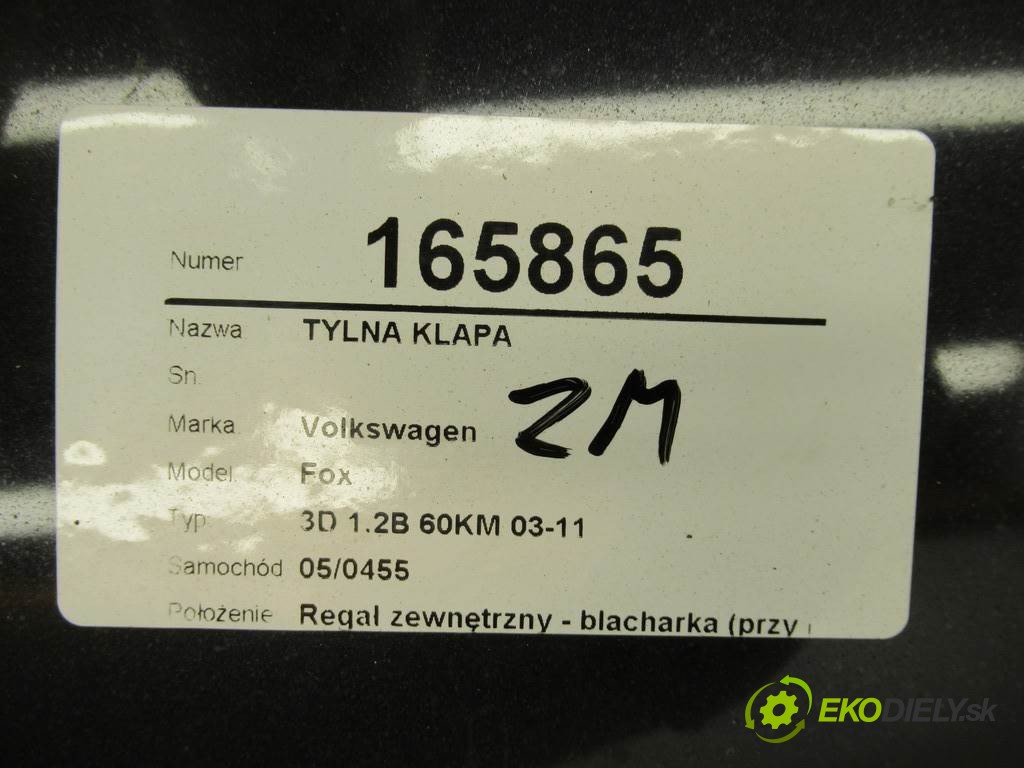 Numer 165865
Nazwa TYLNA KLAPA
Sn.
Marka Volkswagen
2M
Model Fox
Typ 3D 1.2B 60KM 03-11
Samochód 05/0455
Położenie Regał zewnętrzny - blacharka (przy
EKODIELY.sk